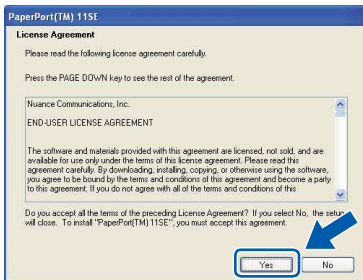 PaperPort(TM) 11SE
License Agreement
Please read the following license agreement carefully.
Press the PAGE DOWN key to see the rest of the agreement.
Nuance Communications, Inc.
END-USER LICENSE AGREEMENT
The software and materials provided with this agreement are licensed, not sold, and are
available for use only under the terms of this license agreement. Please read this
agreement carefully. By downloading, installing, copying, or otherwise using the software,
you agree to be bound by the terms and conditions of this agreement and become a party
to this agreement. If you do not agree with all of the terms and conditions of this
Do you accept all the terms of the preceding License Agreement? If you select No, the setup
will close. To install "PaperPort(TM) 11SE", you must accept this agreement.
Yes
No